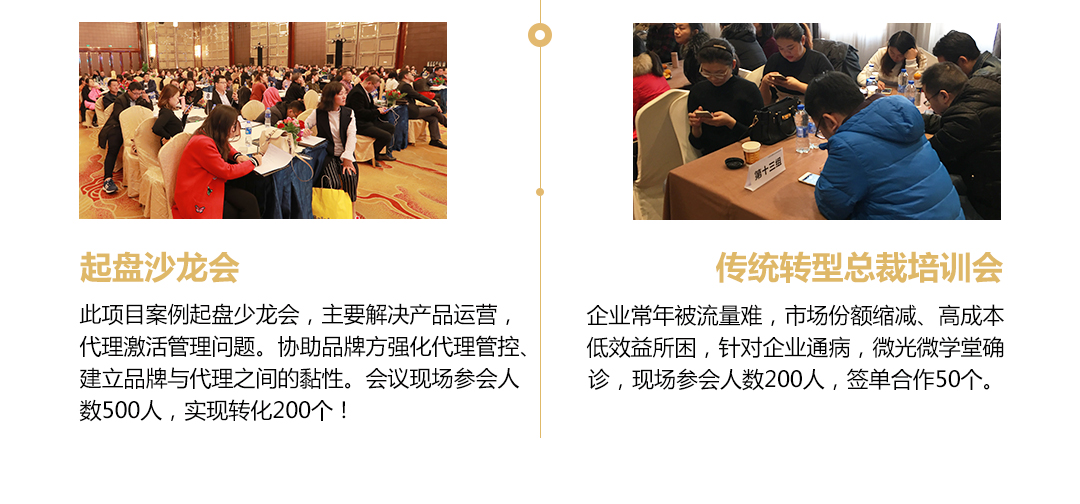 第十三组
起盘沙龙会
此项目案例起盘少龙会，主要解决产品运营，
代理激活管理问题。协助品牌方强化代理管控、
建立品牌与代理之间的黏性。会议现场参会人
数500人，实现转化200个！
传统转型总裁培训会
企业常年被流量难，市场份额缩减、高成本
低效益所困，针对企业通病，微光微学堂确
诊，现场参会人数200人，签单合作50个。